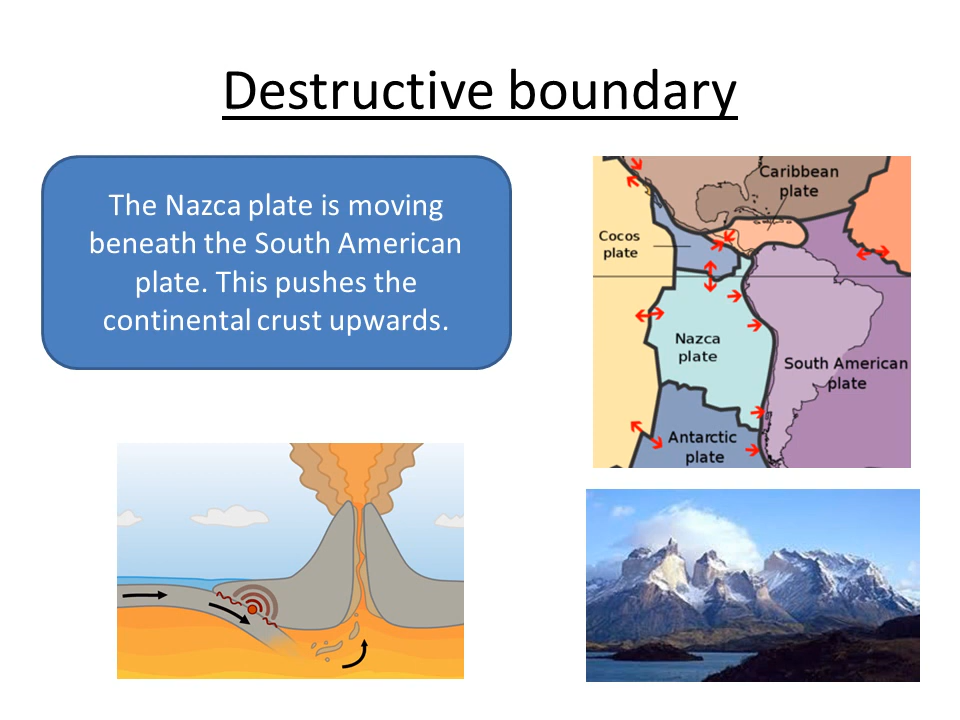 Destructive boundary
The Nazca plate is moving
beneath the South American
plate. This pushes the
continental crust upwards.
Caribbean
plate
Cocos
plate
Nazca
plate
South American
plate
Antarctic
plate